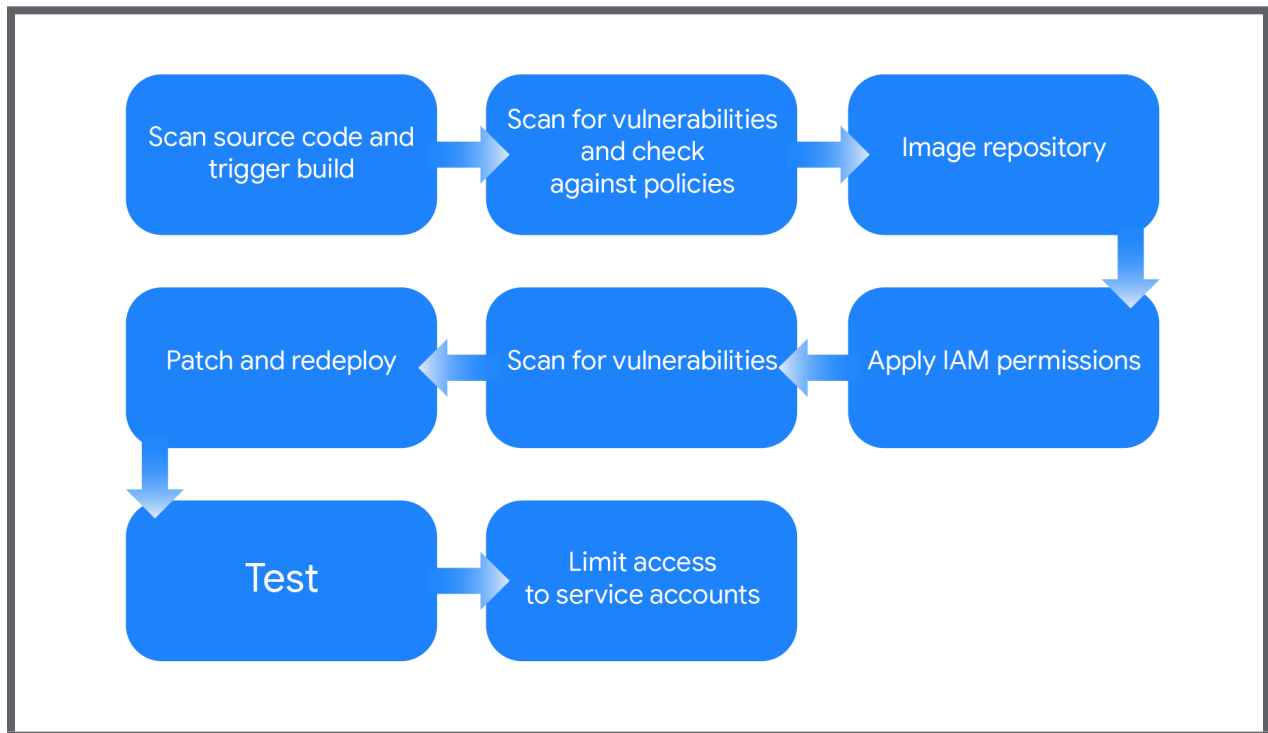 Scan source code and
trigger build
Scan for vulnerabilities
and check
against policies
Image repository
Apply IAM permissions
Scan for vulnerabilities
Patch and redeploy
Test
Limit access
to service accounts